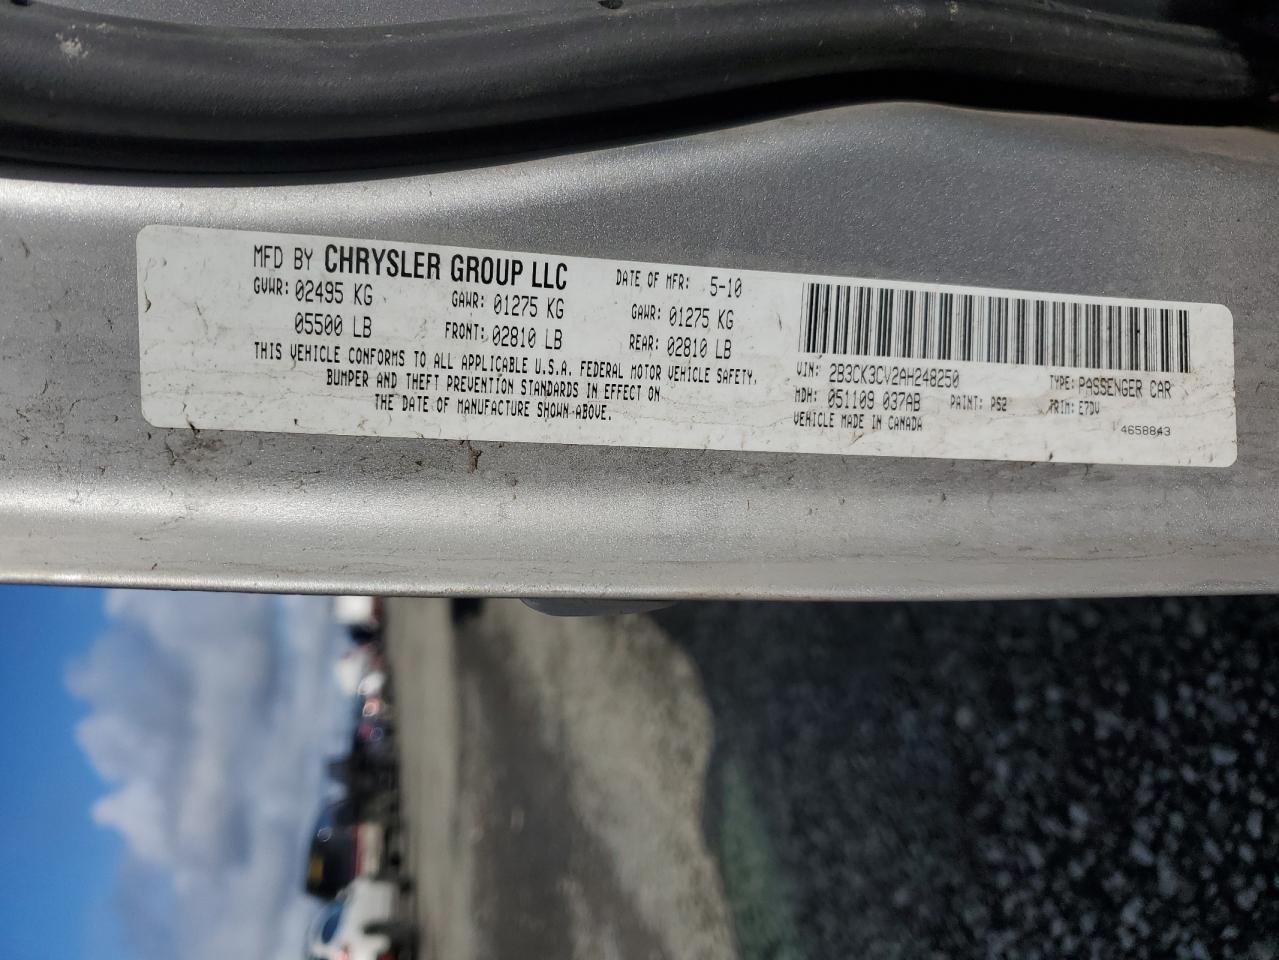 MFD BY CHRYSLER GROUP LLC
DATE OF MFR: 5-10
GVWR: 02495 KG GAWR: 01275 KG GAWR: 01275 KG
05500 LB FRONT: 02810 LB REAR: 02810 LB
THIS VEHICLE CONFORMS TO ALL APPLICABLE U.S.A. FEDERAL MOTOR VEHICLE SAFETY,
BUMPER AND THEFT PREVENTION STANDARDS IN EFFECT ON
THE DATE OF MANUFACTURE SHOWN ABOVE.
VIN: 2B3CK3CV2AH248250 TYPE: PASSENGER CAR
MDH: 051109 037AB PAINT: PS2 TRIM: E7DV
VEHICLE MADE IN CANADA
4658843